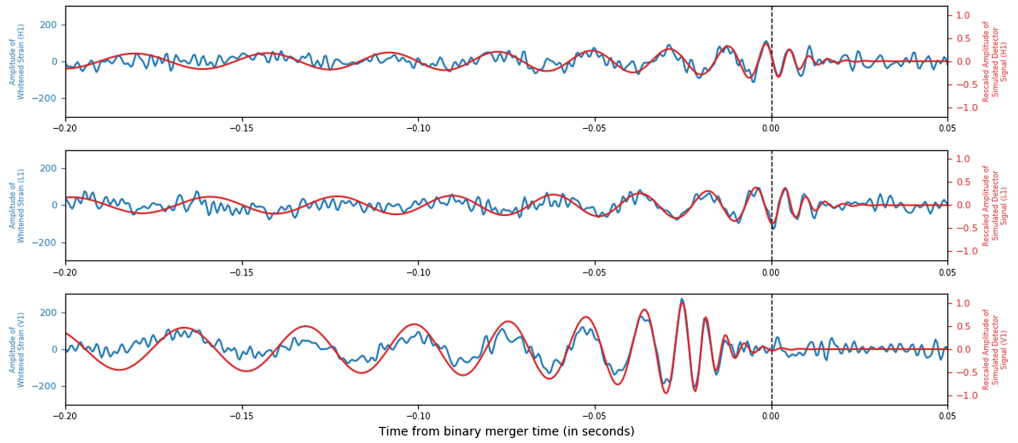 Amplitude of
Whitened Strain (H1)
200
0
−200
1.0
0.5
0.0
−0.5
−1.0
Rescaled Amplitude of
Simulated Detector
Signal (H1)
−0.20 −0.15 −0.10 −0.05 0.00 0.05
Amplitude of
Whitened Strain (L1)
200
0
−200
1.0
0.5
0.0
−0.5
−1.0
Rescaled Amplitude of
Simulated Detector
Signal (L1)
−0.20 −0.15 −0.10 −0.05 0.00 0.05
Amplitude of
Whitened Strain (V1)
200
0
−200
1.0
0.5
0.0
−0.5
−1.0
Rescaled Amplitude of
Simulated Detector
Signal (V1)
−0.20 −0.15 −0.10 −0.05 0.00 0.05
Time from binary merger time (in seconds)